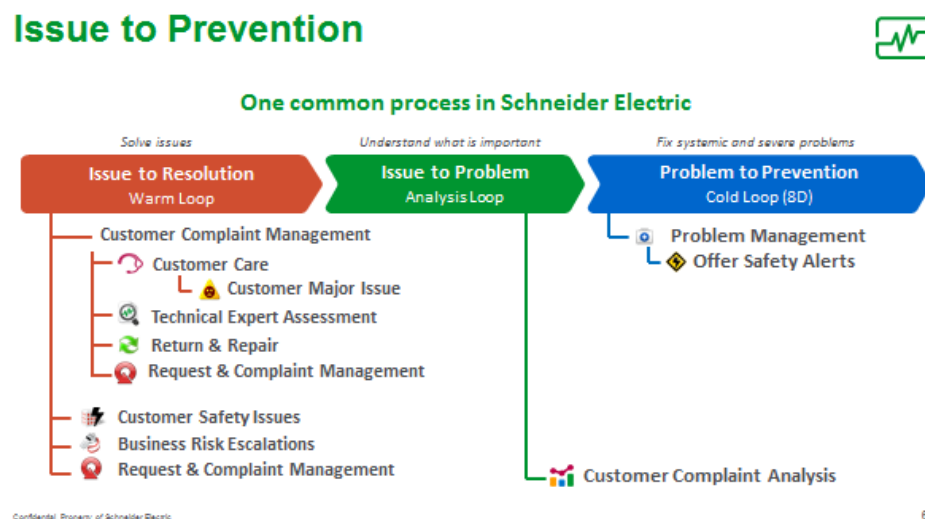 Issue to Prevention
One common process in Schneider Electric
Solve issues
Understand what is important
Fix systemic and severe problems
Issue to Resolution
Warm Loop
Issue to Problem
Analysis Loop
Problem to Prevention
Cold Loop (8D)
Customer Complaint Management
Customer Care
Customer Major Issue
Technical Expert Assessment
Return & Repair
Request & Complaint Management
Customer Safety Issues
Business Risk Escalations
Request & Complaint Management
Problem Management
Offer Safety Alerts
Customer Complaint Analysis
Confidential Property of Schneider Electric